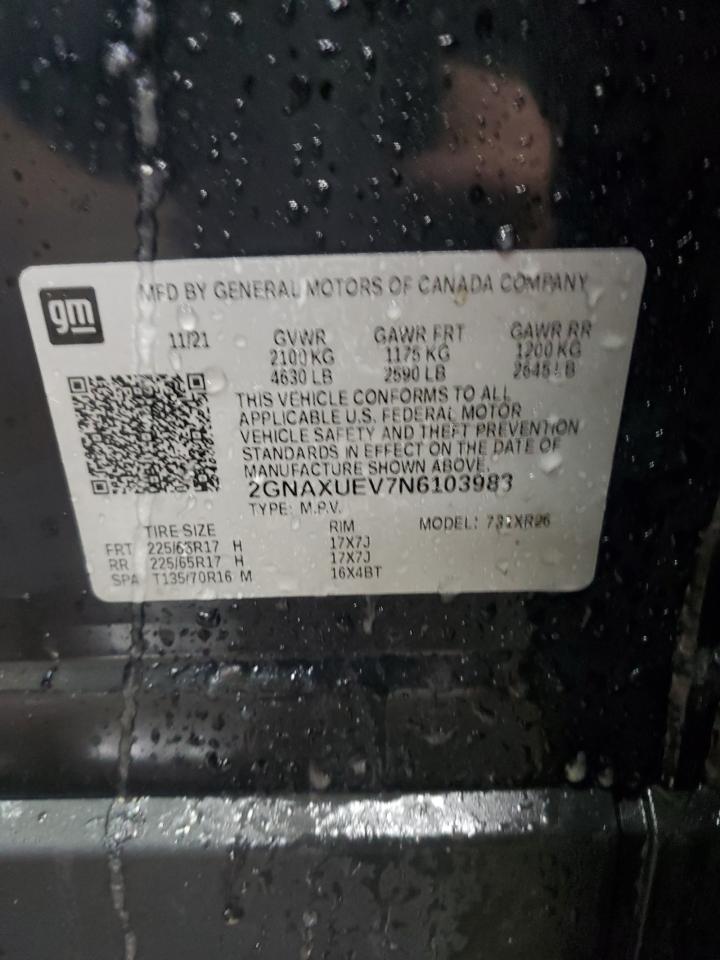 gm
MFD BY GENERAL MOTORS OF CANADA COMPANY
11/21 GVWR GAWR FRT GAWR RR
2100 KG 1175 KG 1200 KG
4630 LB 2590 LB 2645 LB
THIS VEHICLE CONFORMS TO ALL
APPLICABLE U.S. FEDERAL MOTOR
VEHICLE SAFETY AND THEFT PREVENTION
STANDARDS IN EFFECT ON THE DATE OF
MANUFACTURE SHOWN ABOVE.
2GNAXUEV7N6103983
TYPE: M.P.V. MODEL:
TIRE SIZE RIM
FRT 225/65R17 H 17X7J
RR 225/65R17 H 17X7J
SPA T135/70R16 M 16X4BT